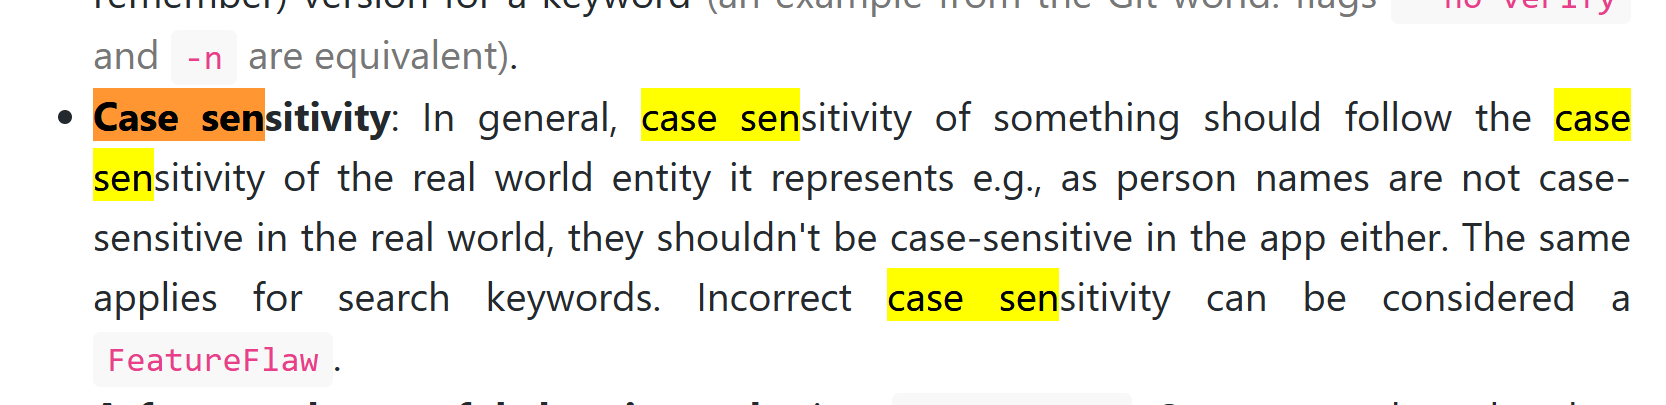 remember) version for a keyword (an example from the Git world: flags --no-verify
and -n are equivalent).
• Case sensitivity: In general, case sensitivity of something should follow the case
sensitivity of the real world entity it represents e.g., as person names are not case-
sensitive in the real world, they shouldn't be case-sensitive in the app either. The same
applies for search keywords. Incorrect case sensitivity can be considered a
FeatureFlaw.